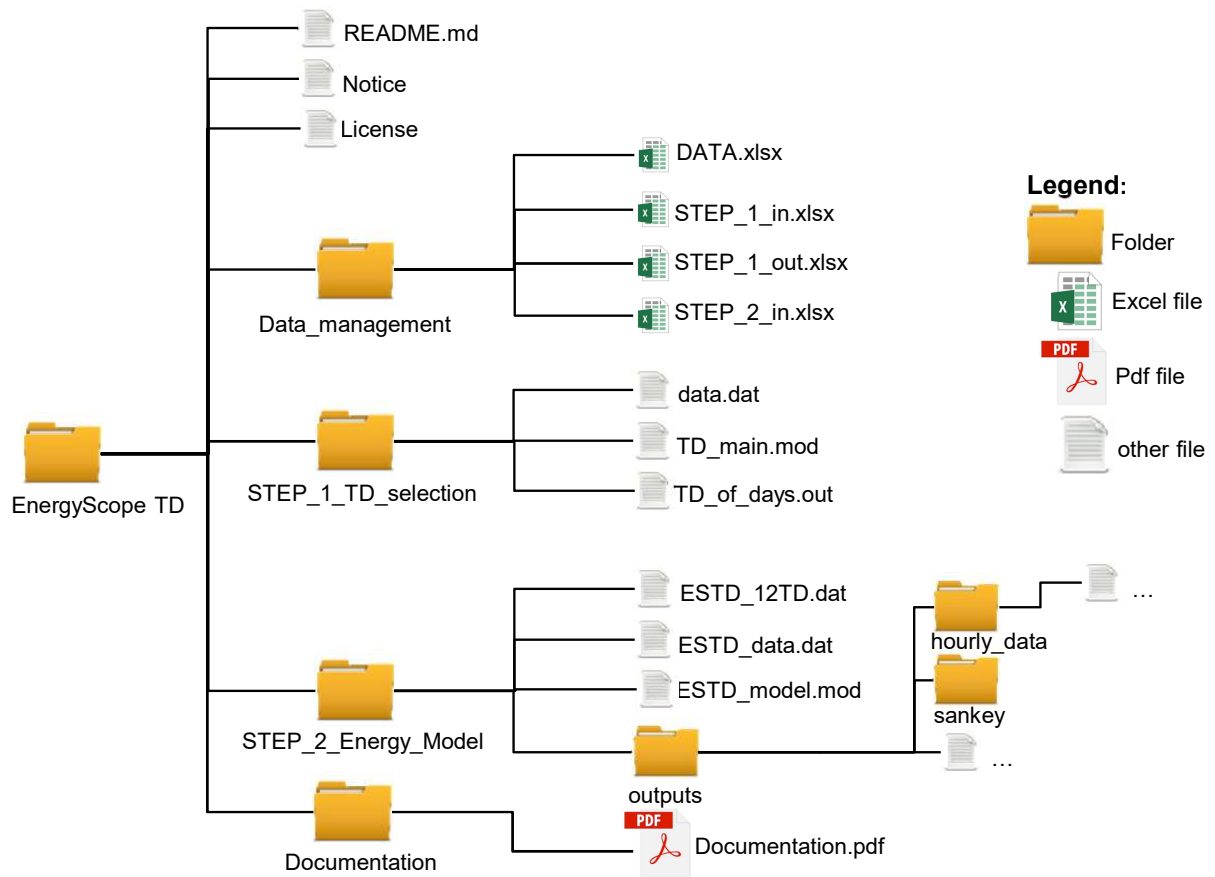 README.md
Notice
License
DATA.xlsx
STEP_1_in.xlsx
STEP_1_out.xlsx
STEP_2_in.xlsx
Data_management
data.dat
TD_main.mod
TD_of_days.out
STEP_1_TD_selection
EnergyScope TD
ESTD_12TD.dat
ESTD_data.dat
ESTD_model.mod
STEP_2_Energy_Model
outputs
hourly_data
...
sankey
...
Documentation
PDF
Documentation.pdf
Legend:
Folder
X
Excel file
PDF
Pdf file
other file